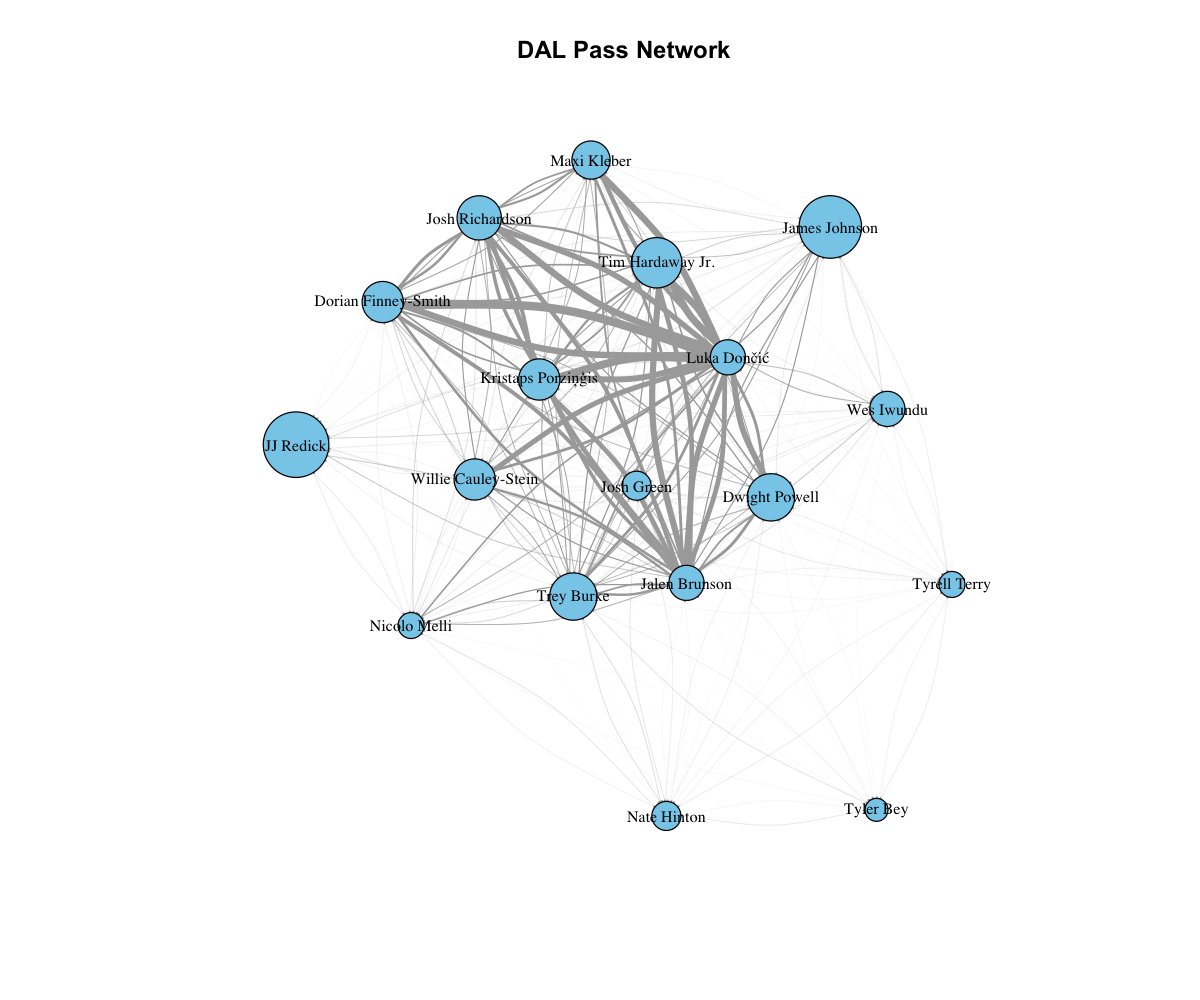 DAL Pass Network
Maxi Kleber
Josh Richardson
James Johnson
Tim Hardaway Jr.
Dorian Finney-Smith
Luka Dončić
Kristaps Porziņģis
Wes Iwundu
JJ Redick
Willie Cauley-Stein
Josh Green
Dwight Powell
Jalen Brunson
Tyrell Terry
Trey Burke
Nicolo Melli
Tyler Bey
Nate Hinton